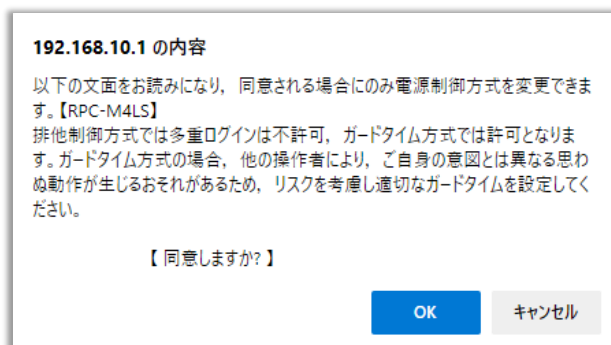 192.168.10.1 の内容
以下の文面をお読みになり，同意される場合にのみ電源制御方式を変更できま
す。【RPC-M4LS】
排他制御方式では多重ログインは不許可，ガードタイム方式では許可となりま
す。ガードタイム方式の場合，他の操作者により，ご自身の意図とは異なる思わ
ぬ動作が生じるおそれがあるため，リスクを考慮し適切なガードタイムを設定してく
ださい。
【 同意しますか? 】
OK キャンセル